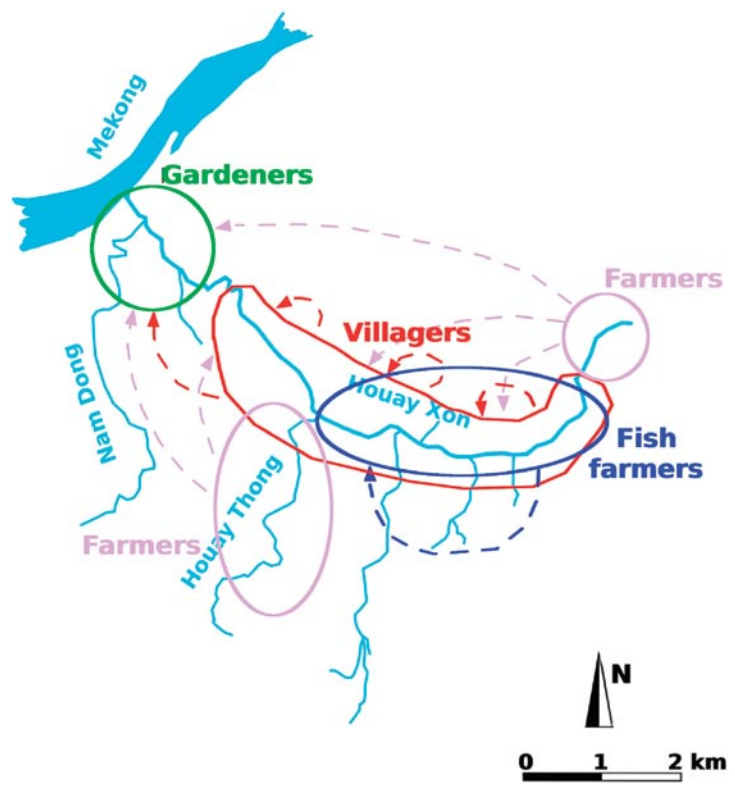 Mekong
Gardeners
Farmers
Villagers
Houay Xon
Nam Dong
Fish
farmers
Houay Thong
Farmers
N
0 1 2 km